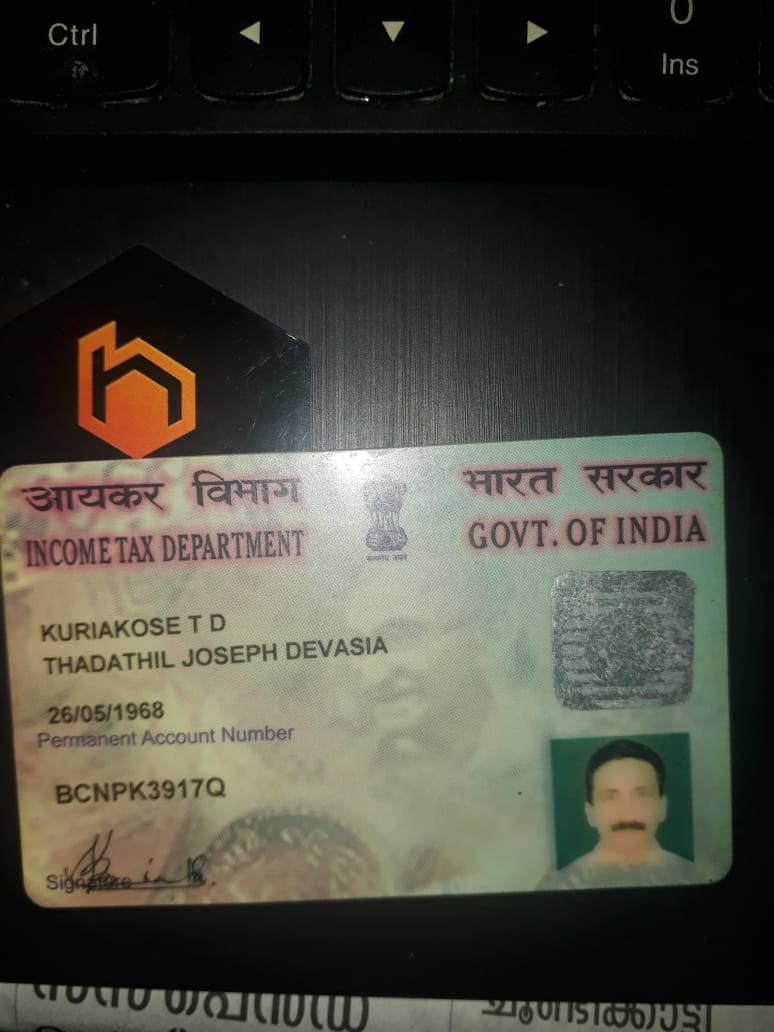 Ctrl
0
Ins
आयकर विभाग
भारत सरकार
INCOME TAX DEPARTMENT
GOVT. OF INDIA
सत्यमेव जयते
KURIAKOSE T D
THADATHIL JOSEPH DEVASIA
26/05/1968
Permanent Account Number
BCNPK3917Q
Signature